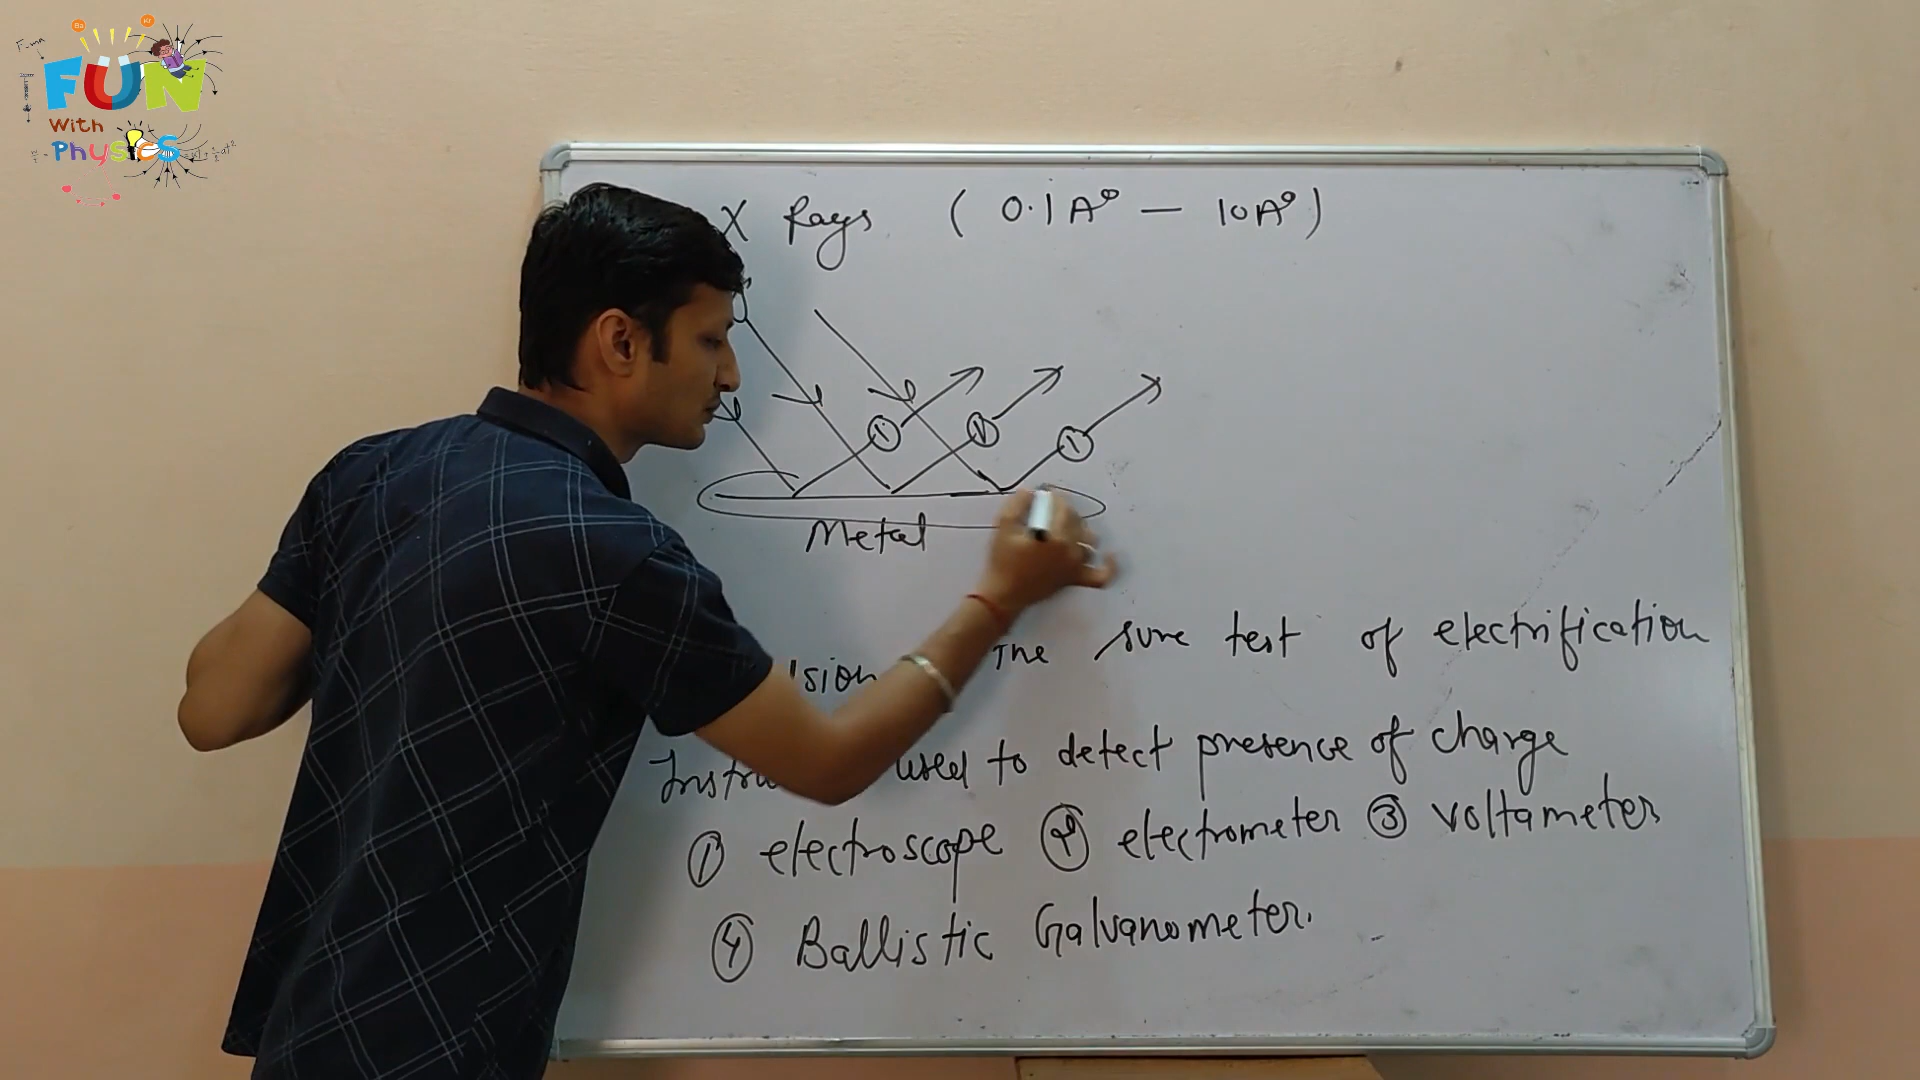 FUN
With
Physics
X Rays ( 0.1A° — 10A° )
Metal
The sure test of electrification
used to detect presence of charge
① electroscope ② electrometer ③ voltameter
④ Ballistic Galvanometer.